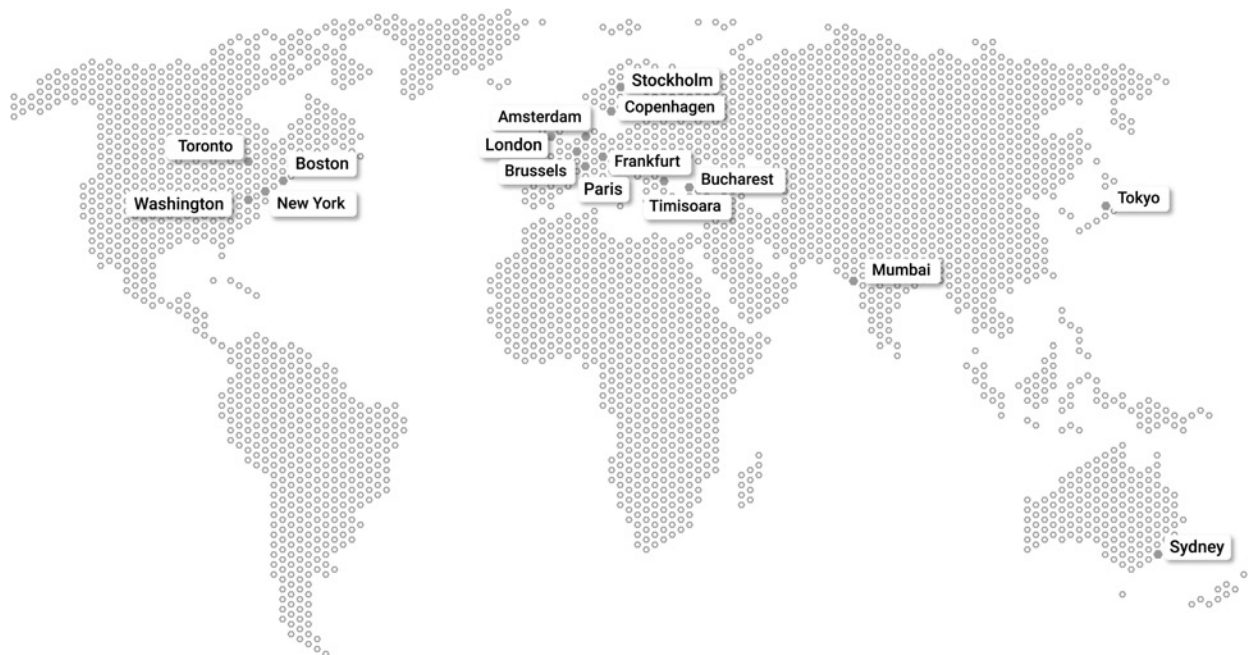 Stockholm
Copenhagen
Amsterdam
London
Toronto
Boston
Frankfurt
Brussels
Bucharest
Paris
Tokyo
Washington
New York
Timisoara
Mumbai
Sydney